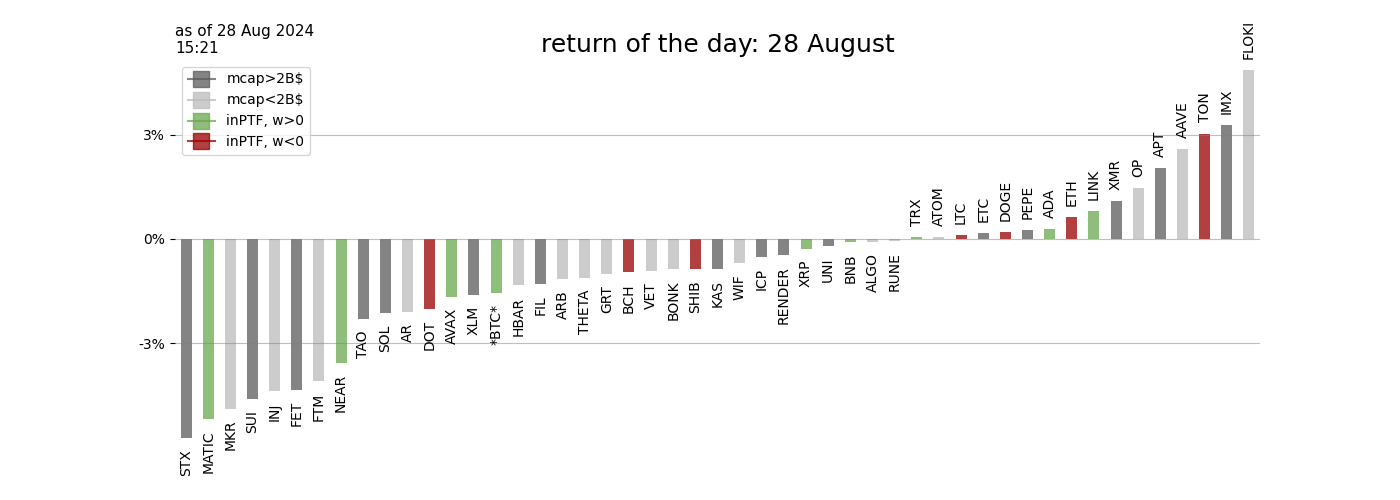 as of 28 Aug 2024
15:21
return of the day: 28 August
mcap>2B$
mcap<2B$
inPTF, w>0
inPTF, w<0
3%
0%
-3%
STX
MATIC
MKR
SUI
INJ
FET
FTM
NEAR
TAO
SOL
AR
DOT
AVAX
XLM
*BTC*
HBAR
FIL
ARB
THETA
GRT
BCH
VET
BONK
SHIB
KAS
WIF
ICP
RENDER
XRP
UNI
BNB
ALGO
RUNE
TRX
ATOM
LTC
ETC
DOGE
PEPE
ADA
ETH
LINK
XMR
OP
APT
AAVE
TON
IMX
FLOKI